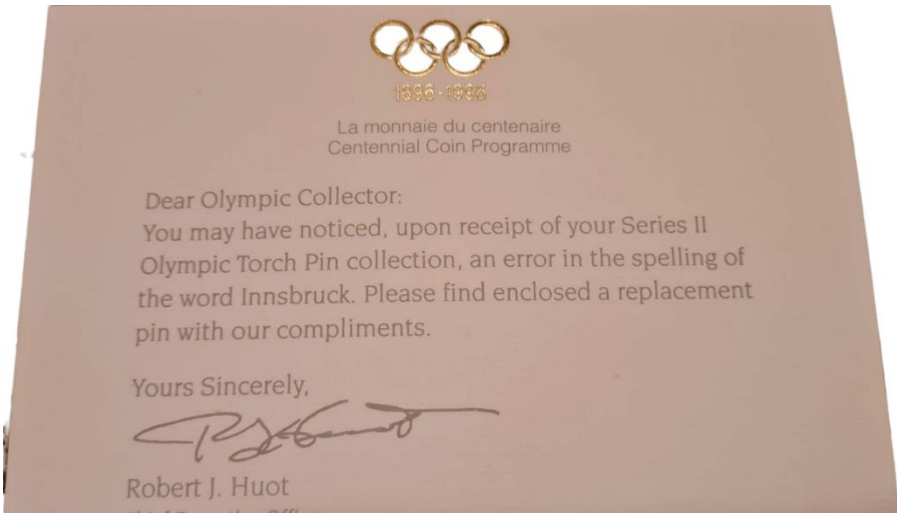 1896-1996
La monnaie du centenaire
Centennial Coin Programme
Dear Olympic Collector:
You may have noticed, upon receipt of your Series II
Olympic Torch Pin collection, an error in the spelling of
the word Innsbruck. Please find enclosed a replacement
pin with our compliments.
Yours Sincerely,
Robert J. Huot